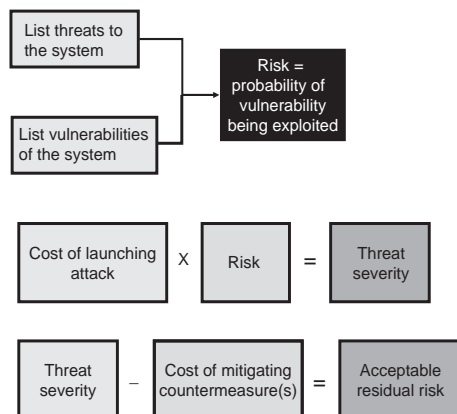 List threats to
the system
Risk =
probability of
vulnerability
being exploited
List vulnerabilities
of the system
Cost of launching
attack
X
Risk
=
Threat
severity
Threat
severity
–
Cost of mitigating
countermeasure(s)
=
Acceptable
residual risk